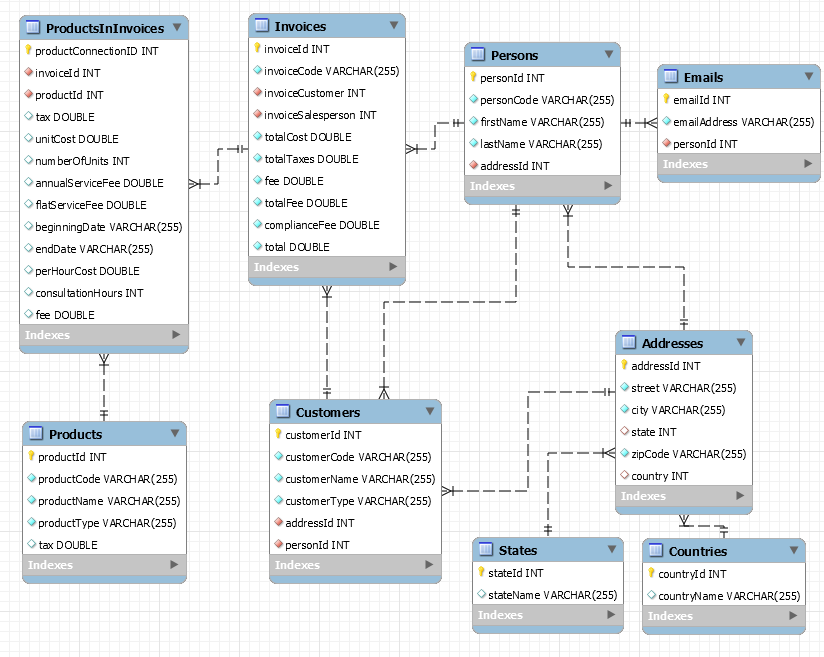 ProductsInInvoices
productConnectionID INT
invoiceId INT
productId INT
tax DOUBLE
unitCost DOUBLE
numberOfUnits INT
annualServiceFee DOUBLE
flatServiceFee DOUBLE
beginningDate VARCHAR(255)
endDate VARCHAR(255)
perHourCost DOUBLE
consultationHours INT
fee DOUBLE
Indexes
Invoices
invoiceId INT
invoiceCode VARCHAR(255)
invoiceCustomer INT
invoiceSalesperson INT
totalCost DOUBLE
totalTaxes DOUBLE
fee DOUBLE
totalFee DOUBLE
complianceFee DOUBLE
total DOUBLE
Indexes
Persons
personId INT
personCode VARCHAR(255)
firstName VARCHAR(255)
lastName VARCHAR(255)
addressId INT
Indexes
Emails
emailId INT
emailAddress VARCHAR(255)
personId INT
Indexes
Products
productId INT
productCode VARCHAR(255)
productName VARCHAR(255)
productType VARCHAR(255)
tax DOUBLE
Indexes
Customers
customerId INT
customerCode VARCHAR(255)
customerName VARCHAR(255)
customerType VARCHAR(255)
addressId INT
personId INT
Indexes
Addresses
addressId INT
street VARCHAR(255)
city VARCHAR(255)
state INT
zipCode VARCHAR(255)
country INT
Indexes
States
stateId INT
stateName VARCHAR(255)
Indexes
Countries
countryId INT
countryName VARCHAR(255)
Indexes